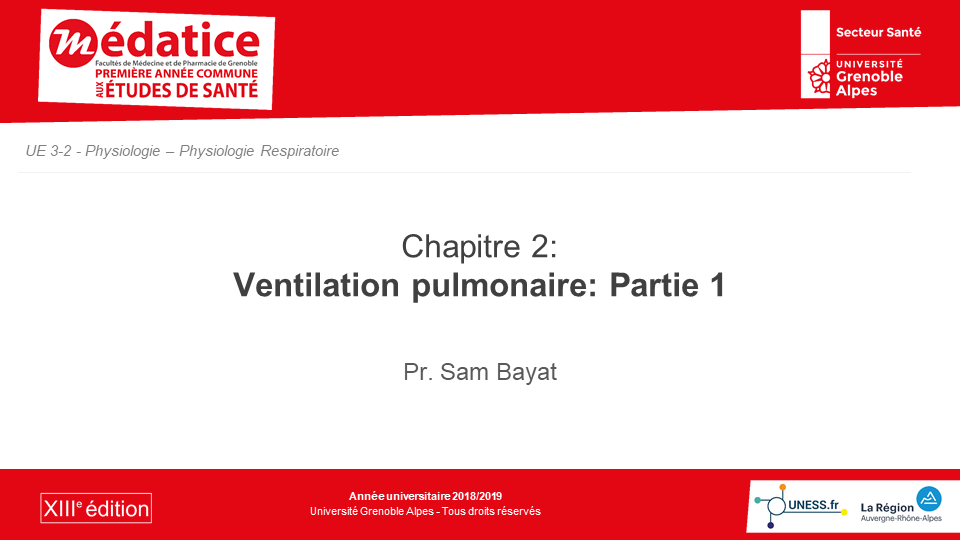 médatice
Facultés de Médecine et de Pharmacie de Grenoble
PREMIÈRE ANNÉE COMMUNE
AUX ÉTUDES DE SANTÉ
Secteur Santé
UNIVERSITÉ
Grenoble
Alpes
UE 3-2 - Physiologie – Physiologie Respiratoire
Chapitre 2:
Ventilation pulmonaire: Partie 1
Pr. Sam Bayat
XIIIe édition
Année universitaire 2018/2019
Université Grenoble Alpes - Tous droits réservés
UNESS.fr
La Région
Auvergne-Rhône-Alpes